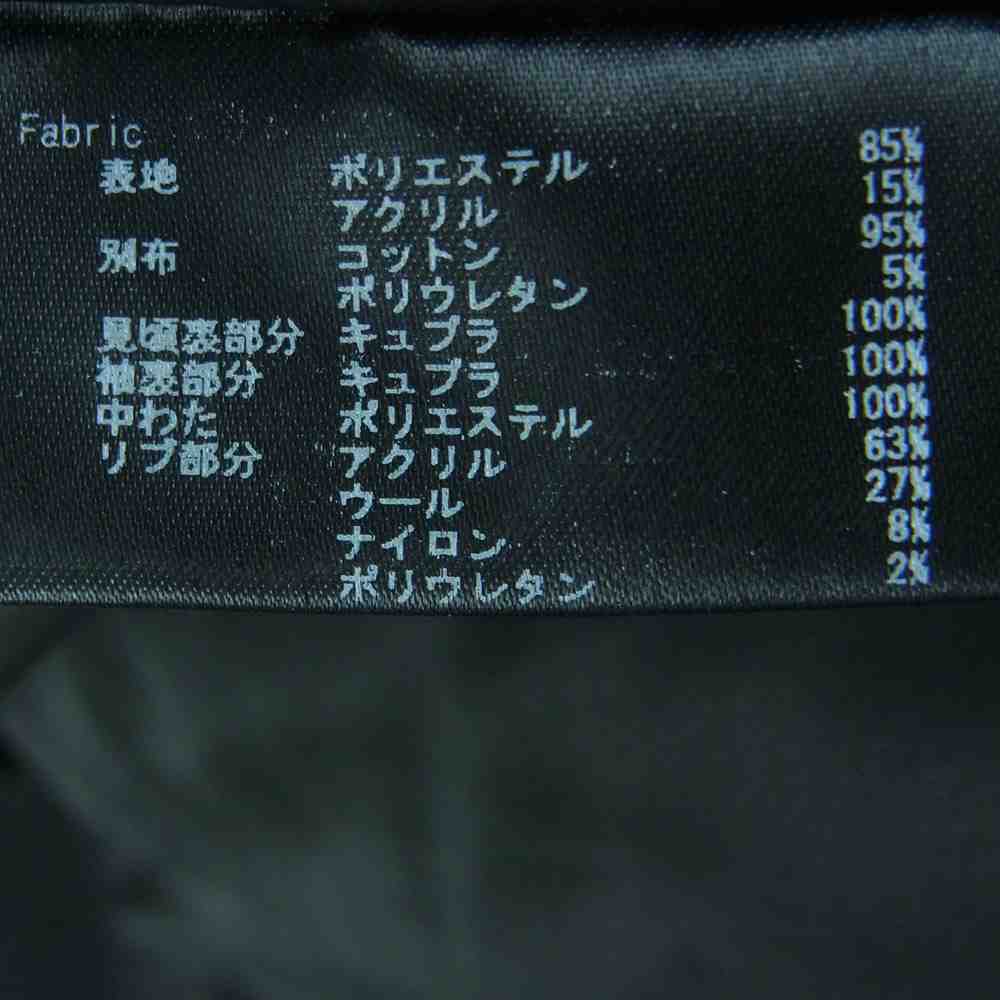 Fabric
表地 ポリエステル 85%
アクリル 15%
別布 コットン 95%
ポリウレタン 5%
見頃裏部分 キュプラ 100%
袖裏部分 キュプラ 100%
中わた ポリエステル 100%
リブ部分 アクリル 63%
ウール 27%
ナイロン 8%
ポリウレタン 2%